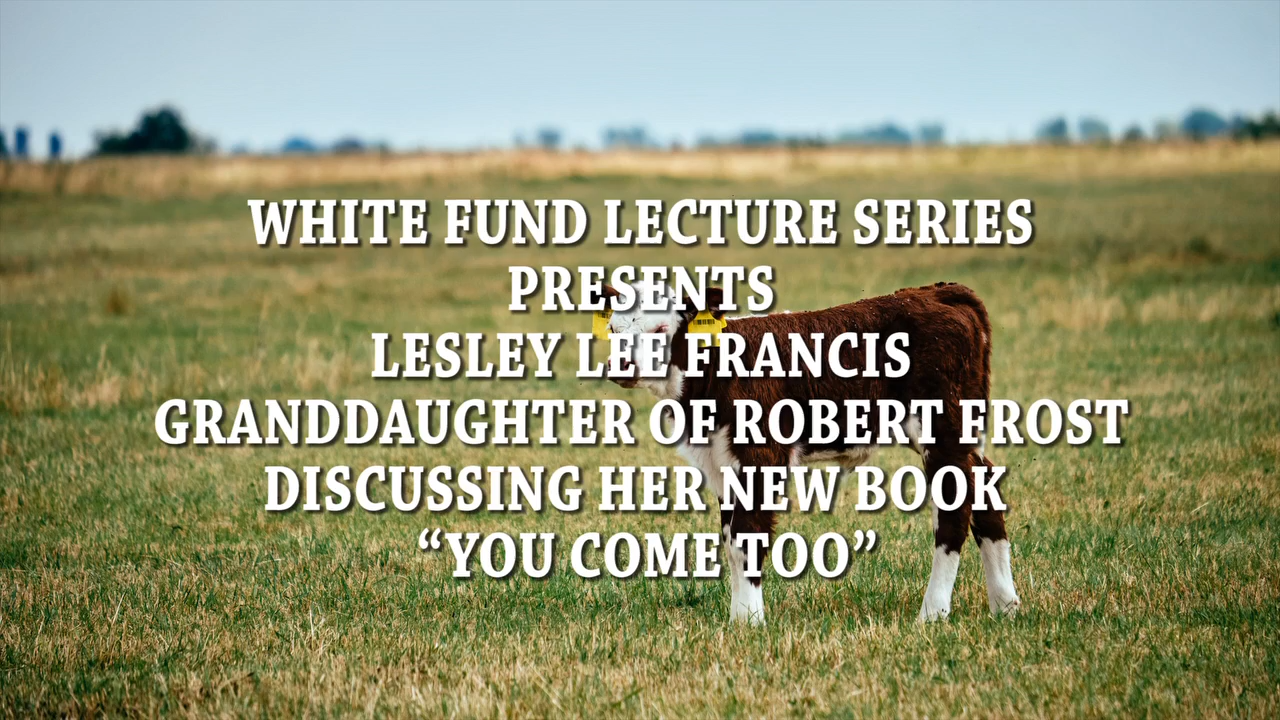 WHITE FUND LECTURE SERIES
PRESENTS
LESLEY LEE FRANCIS
GRANDDAUGHTER OF ROBERT FROST
DISCUSSING HER NEW BOOK
“YOU COME TOO”